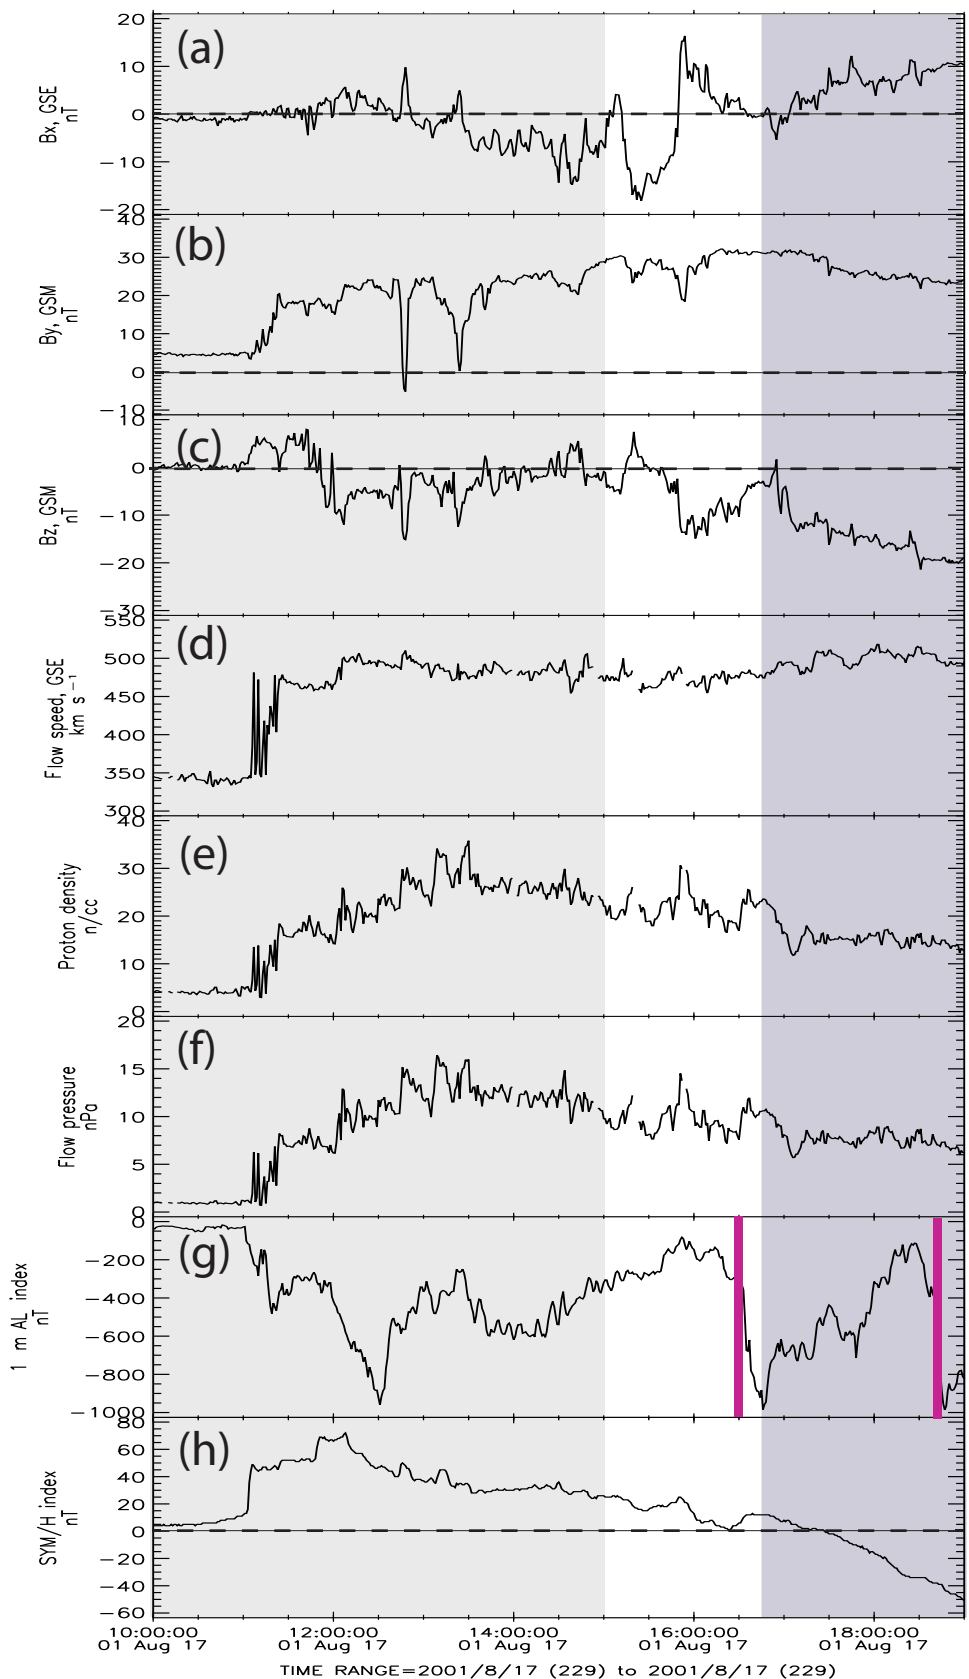 (a)
20
10
0
−10
−20
Bx, GSE
nT
(b)
40
30
20
10
0
−10
By, GSM
nT
(c)
10
0
−10
−20
−30
Bz, GSM
nT
(d)
550
500
450
400
350
300
Flow speed, GSE
km s⁻¹
(e)
40
30
20
10
0
Proton density
n/cc
(f)
20
15
10
5
0
Flow pressure
nPa
(g)
0
−200
−400
−600
−800
−1000
1 m AL index
nT
(h)
80
60
40
20
0
−20
−40
−60
SYM/H index
nT
10:00:00 12:00:00 14:00:00 16:00:00 18:00:00
01 Aug 17 01 Aug 17 01 Aug 17 01 Aug 17 01 Aug 17
TIME RANGE=2001/8/17 (229) to 2001/8/17 (229)